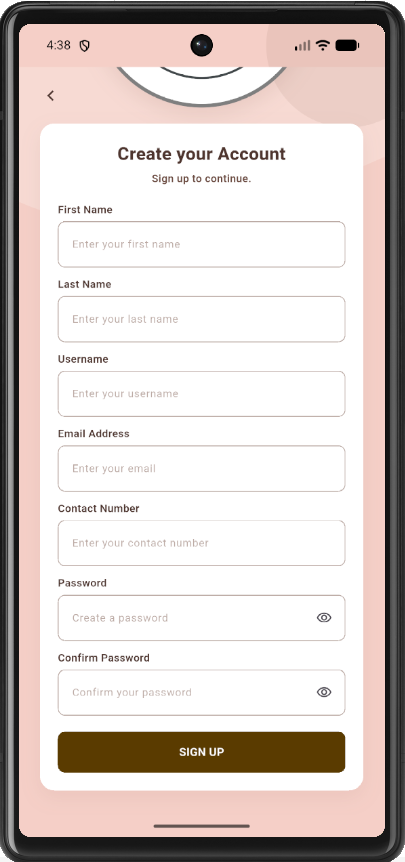 4:38
Create your Account
Sign up to continue.
First Name
Enter your first name
Last Name
Enter your last name
Username
Enter your username
Email Address
Enter your email
Contact Number
Enter your contact number
Password
Create a password
Confirm Password
Confirm your password
SIGN UP